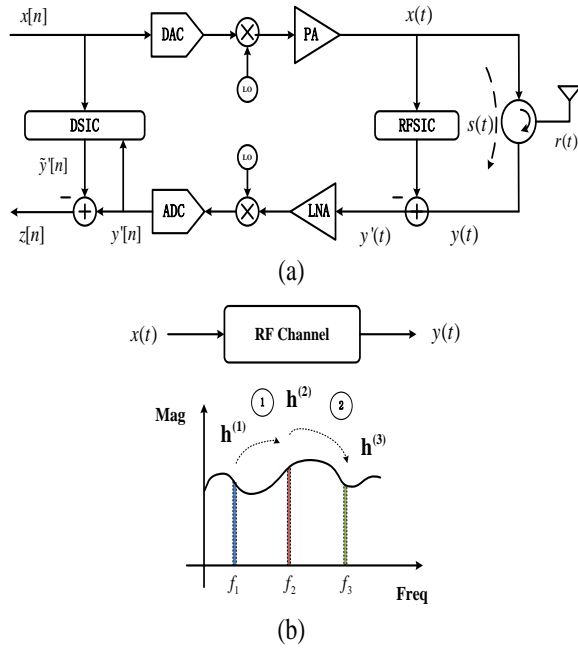 x[n]
DAC
PA
x(t)
LO
DSIC
RFSIC
s(t)
r(t)
ỹ'[n]
LO
−
−
z[n]
y'[n]
ADC
LNA
y'(t)
y(t)
(a)
x(t)
RF Channel
y(t)
Mag
1
h^(2)
2
h^(1)
h^(3)
f₁
f₂
f₃
Freq
(b)